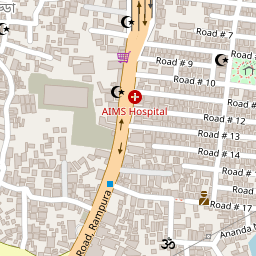 Road # 7
Road # 9
Road # 10
AIMS Hospital
Road # 12
Road # 13
Road # 14
Road # 16
Road # 17
Road, Rampura
Ananda N